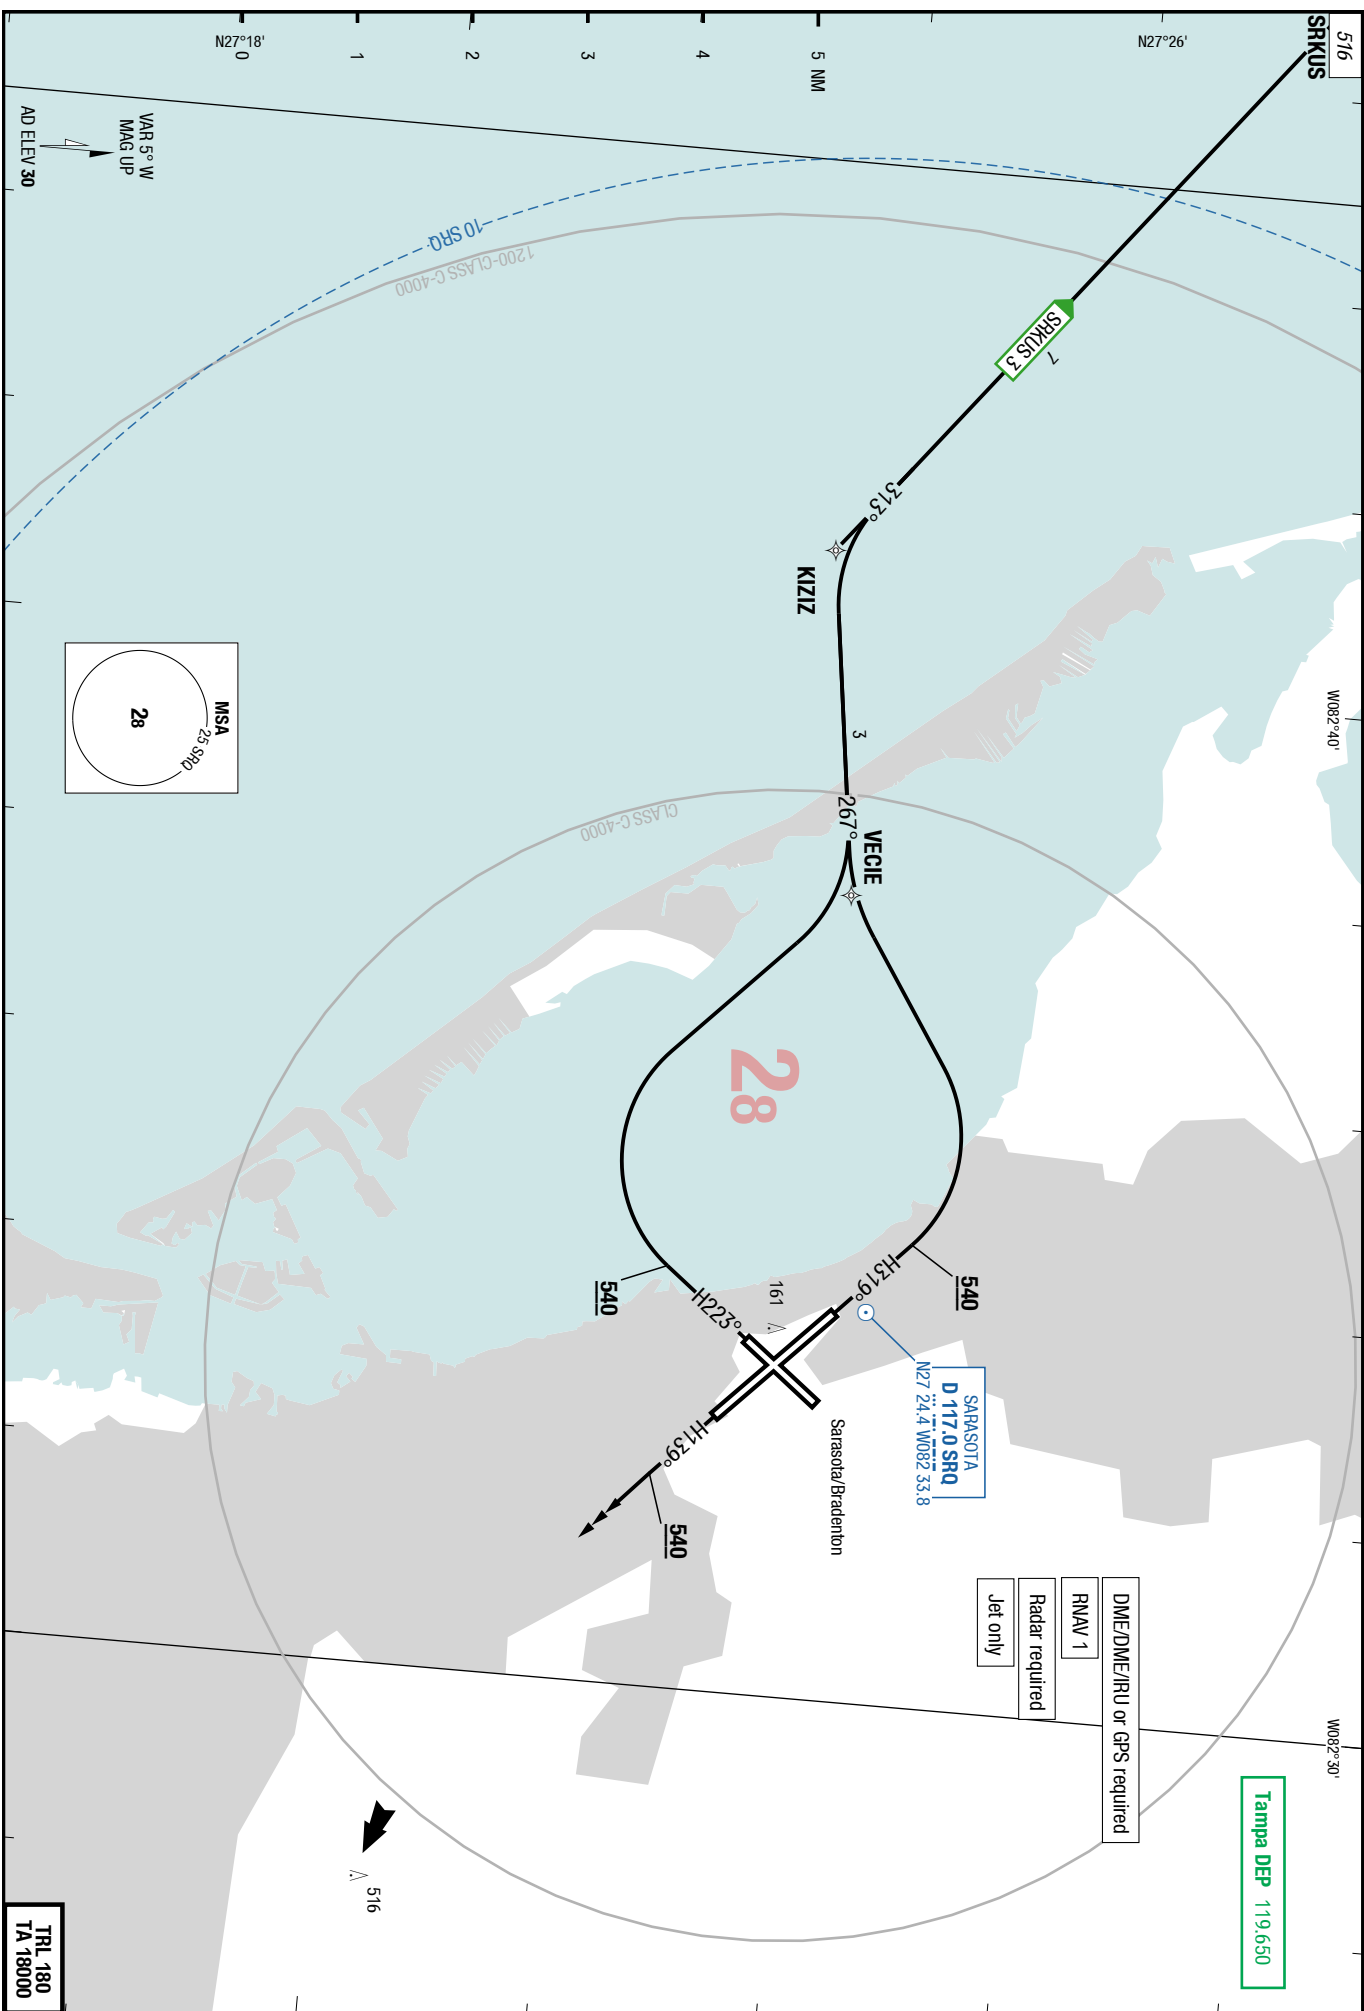 516
SRKUS
N27°18'
0
1
2
3
4
5 NM
N27°26'
VAR 5° W
MAG UP
AD ELEV 30
10 SRQ
1200-CLASS C-4000
SRKUS 3
7
313°
KIZIZ
W082°40'
MSA
25 SRQ
28
3
267°
VECIE
CLASS C-4000
28
540
H223°
161
H319°
540
SARASOTA
D 117.0 SRQ
N27 24.4 W082 33.8
Sarasota/Bradenton
H139°
540
DME/DME/IRU or GPS required
RNAV 1
Radar required
Jet only
W082°30'
Tampa DEP 119.650
516
TRL 180
TA 18000